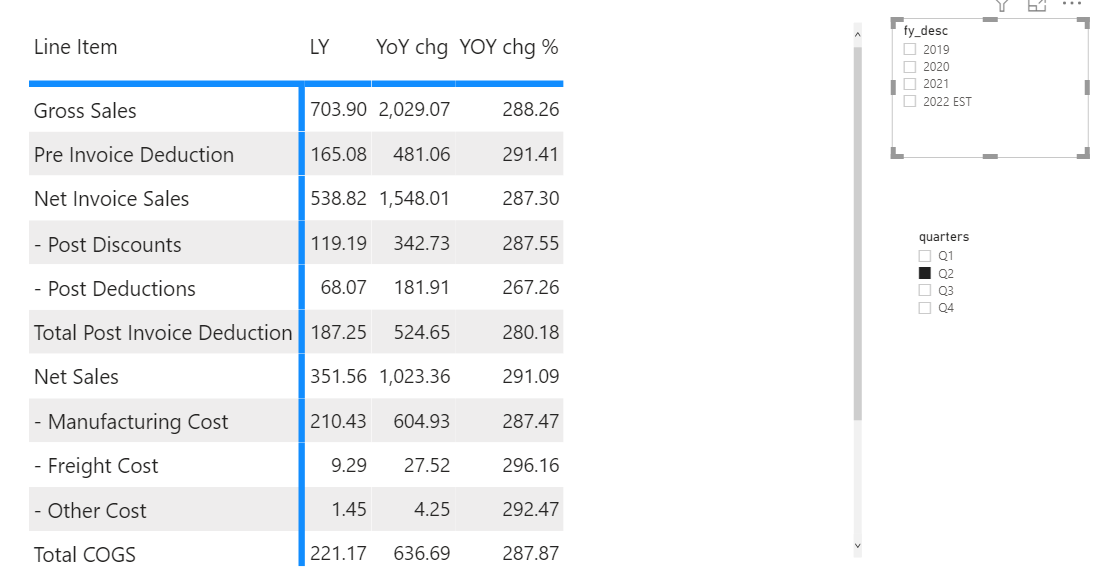 Line Item LY YoY chg YOY chg %
Gross Sales 703.90 2,029.07 288.26
Pre Invoice Deduction 165.08 481.06 291.41
Net Invoice Sales 538.82 1,548.01 287.30
- Post Discounts 119.19 342.73 287.55
- Post Deductions 68.07 181.91 267.26
Total Post Invoice Deduction 187.25 524.65 280.18
Net Sales 351.56 1,023.36 291.09
- Manufacturing Cost 210.43 604.93 287.47
- Freight Cost 9.29 27.52 296.16
- Other Cost 1.45 4.25 292.47
Total COGS 221.17 636.69 287.87
fy_desc
2019
2020
2021
2022 EST
quarters
Q1
Q2
Q3
Q4